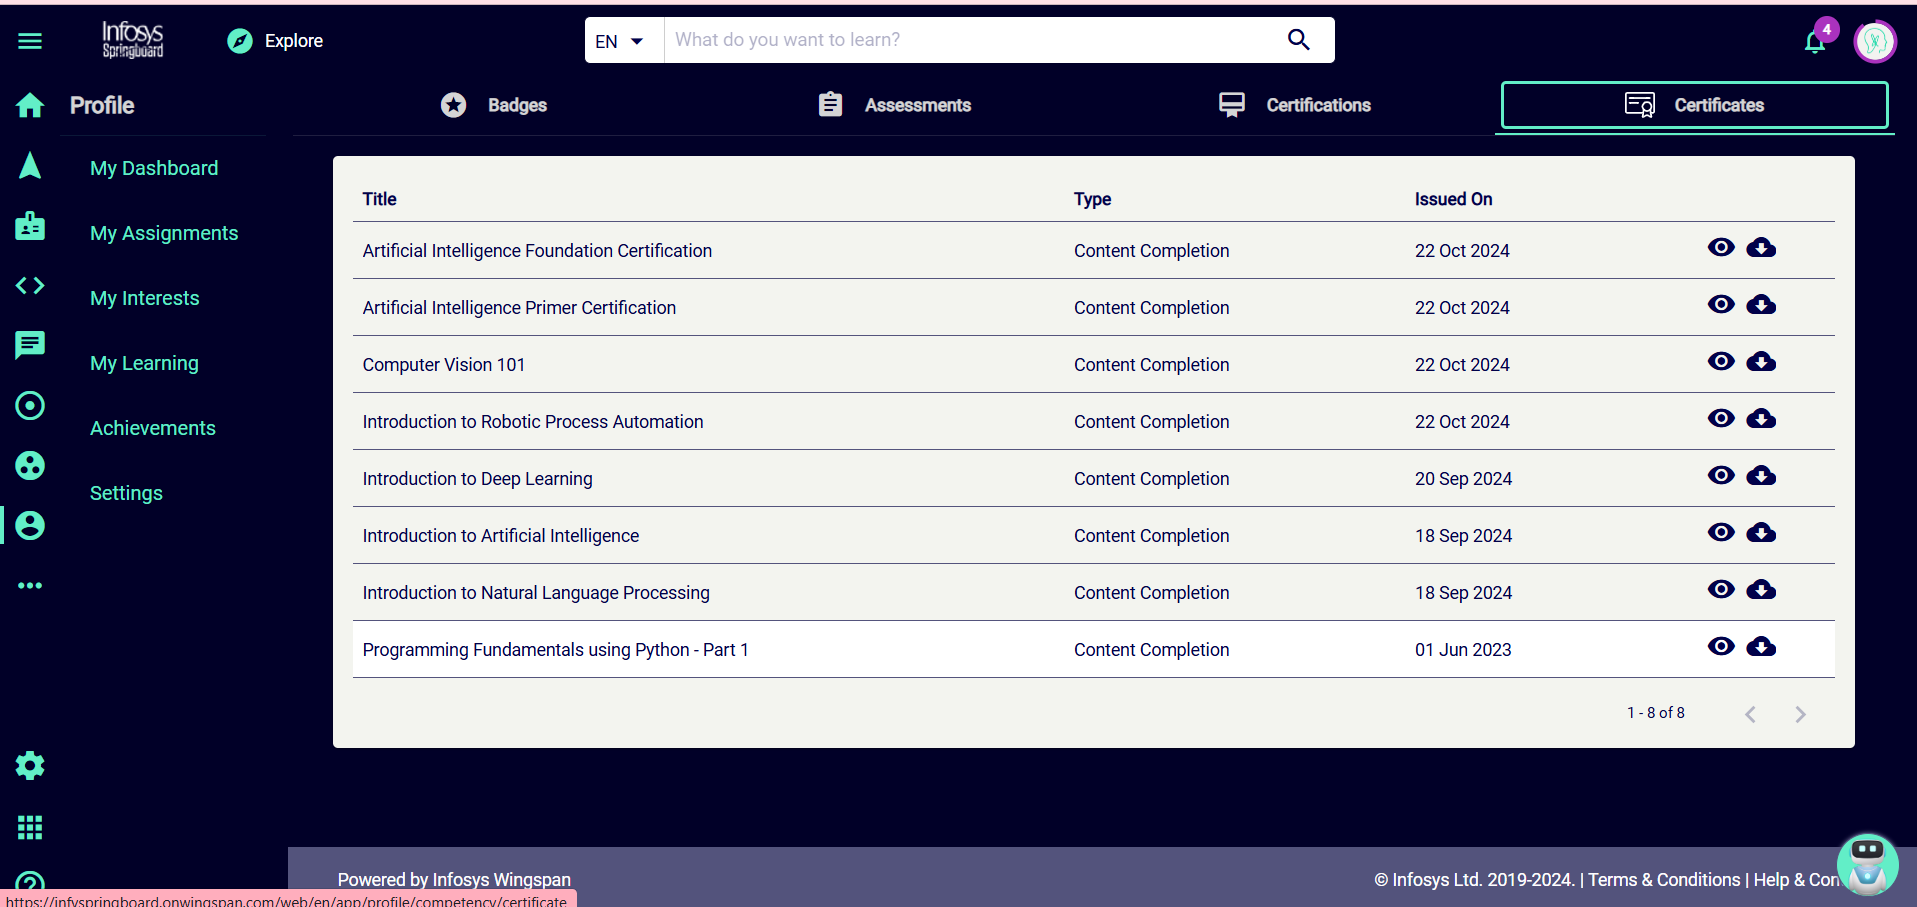 Infosys
Springboard
Explore
EN
What do you want to learn?
4
Profile
Badges
Assessments
Certifications
Certificates
My Dashboard
My Assignments
My Interests
My Learning
Achievements
Settings
Title Type Issued On
Artificial Intelligence Foundation Certification Content Completion 22 Oct 2024
Artificial Intelligence Primer Certification Content Completion 22 Oct 2024
Computer Vision 101 Content Completion 22 Oct 2024
Introduction to Robotic Process Automation Content Completion 22 Oct 2024
Introduction to Deep Learning Content Completion 20 Sep 2024
Introduction to Artificial Intelligence Content Completion 18 Sep 2024
Introduction to Natural Language Processing Content Completion 18 Sep 2024
Programming Fundamentals using Python - Part 1 Content Completion 01 Jun 2023
1 - 8 of 8
Powered by Infosys Wingspan
© Infosys Ltd. 2019-2024. | Terms & Conditions | Help & Con
https://infyspringboard.onwingspan.com/web/en/app/profile/competency/certificate